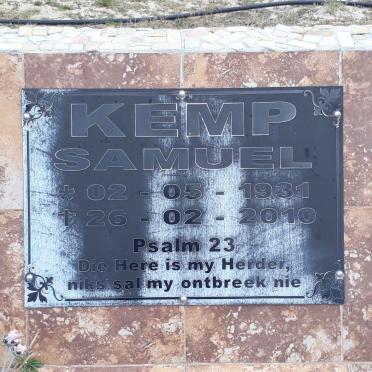 KEMP
SAMUEL
* 02 - 05 - 1931
† 26 - 02 - 2010
Psalm 23
Die Here is my Herder,
niks sal my ontbreek nie